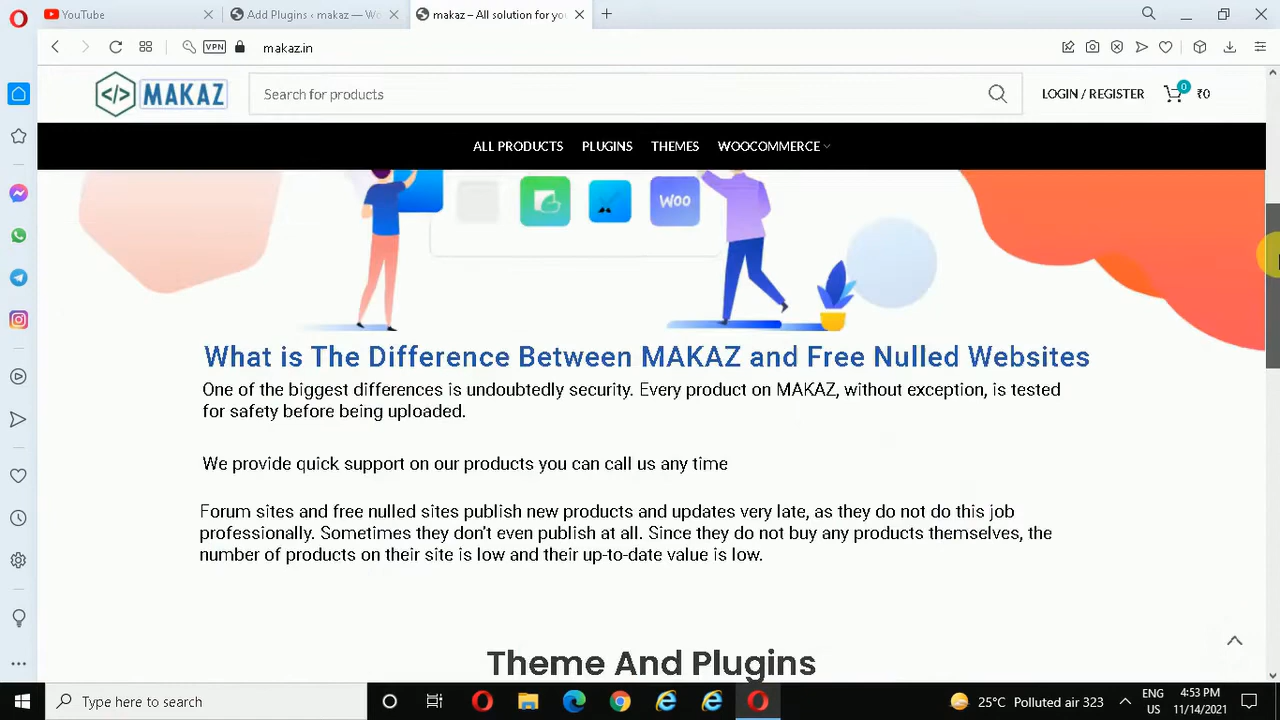 YouTube
Add Plugins ‹ makaz — Wo
makaz – All solution for yo
VPN
makaz.in
</> MAKAZ
Search for products
LOGIN / REGISTER
0
₹0
ALL PRODUCTS
PLUGINS
THEMES
WOOCOMMERCE
WOO
What is The Difference Between MAKAZ and Free Nulled Websites
One of the biggest differences is undoubtedly security. Every product on MAKAZ, without exception, is tested
for safety before being uploaded.
We provide quick support on our products you can call us any time
Forum sites and free nulled sites publish new products and updates very late, as they do not do this job
professionally. Sometimes they don't even publish at all. Since they do not buy any products themselves, the
number of products on their site is low and their up-to-date value is low.
Theme And Plugins
Type here to search
25°C Polluted air 323
ENG
US
4:53 PM
11/14/2021